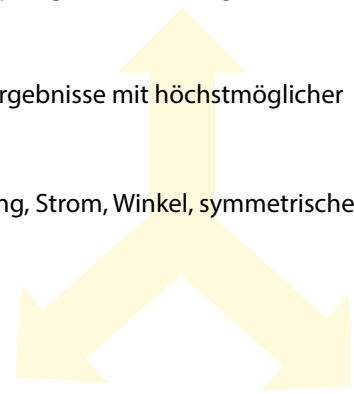 rgebnisse mit höchstmöglicher
ng, Strom, Winkel, symmetrische